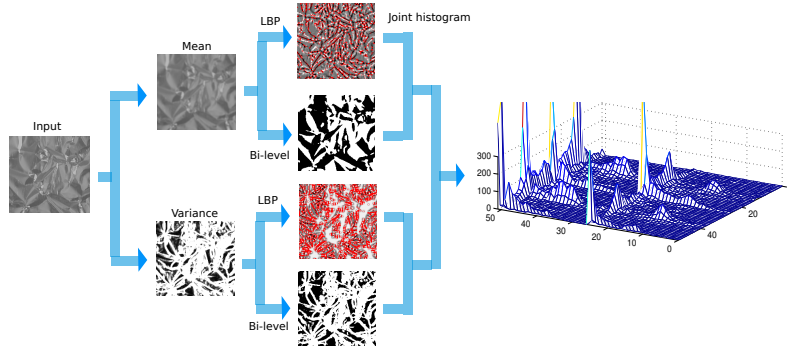 Input
Mean
Variance
LBP
Bi-level
LBP
Bi-level
Joint histogram
300
200
100
0
50
40
30
20
10
0
40
20